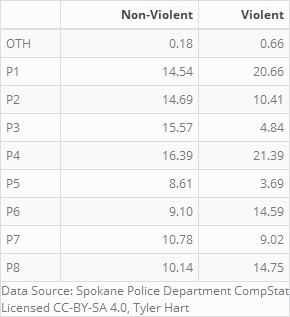 Non-Violent Violent
OTH 0.18 0.66
P1 14.54 20.66
P2 14.69 10.41
P3 15.57 4.84
P4 16.39 21.39
P5 8.61 3.69
P6 9.10 14.59
P7 10.78 9.02
P8 10.14 14.75
Data Source: Spokane Police Department CompStat
Licensed CC-BY-SA 4.0, Tyler Hart